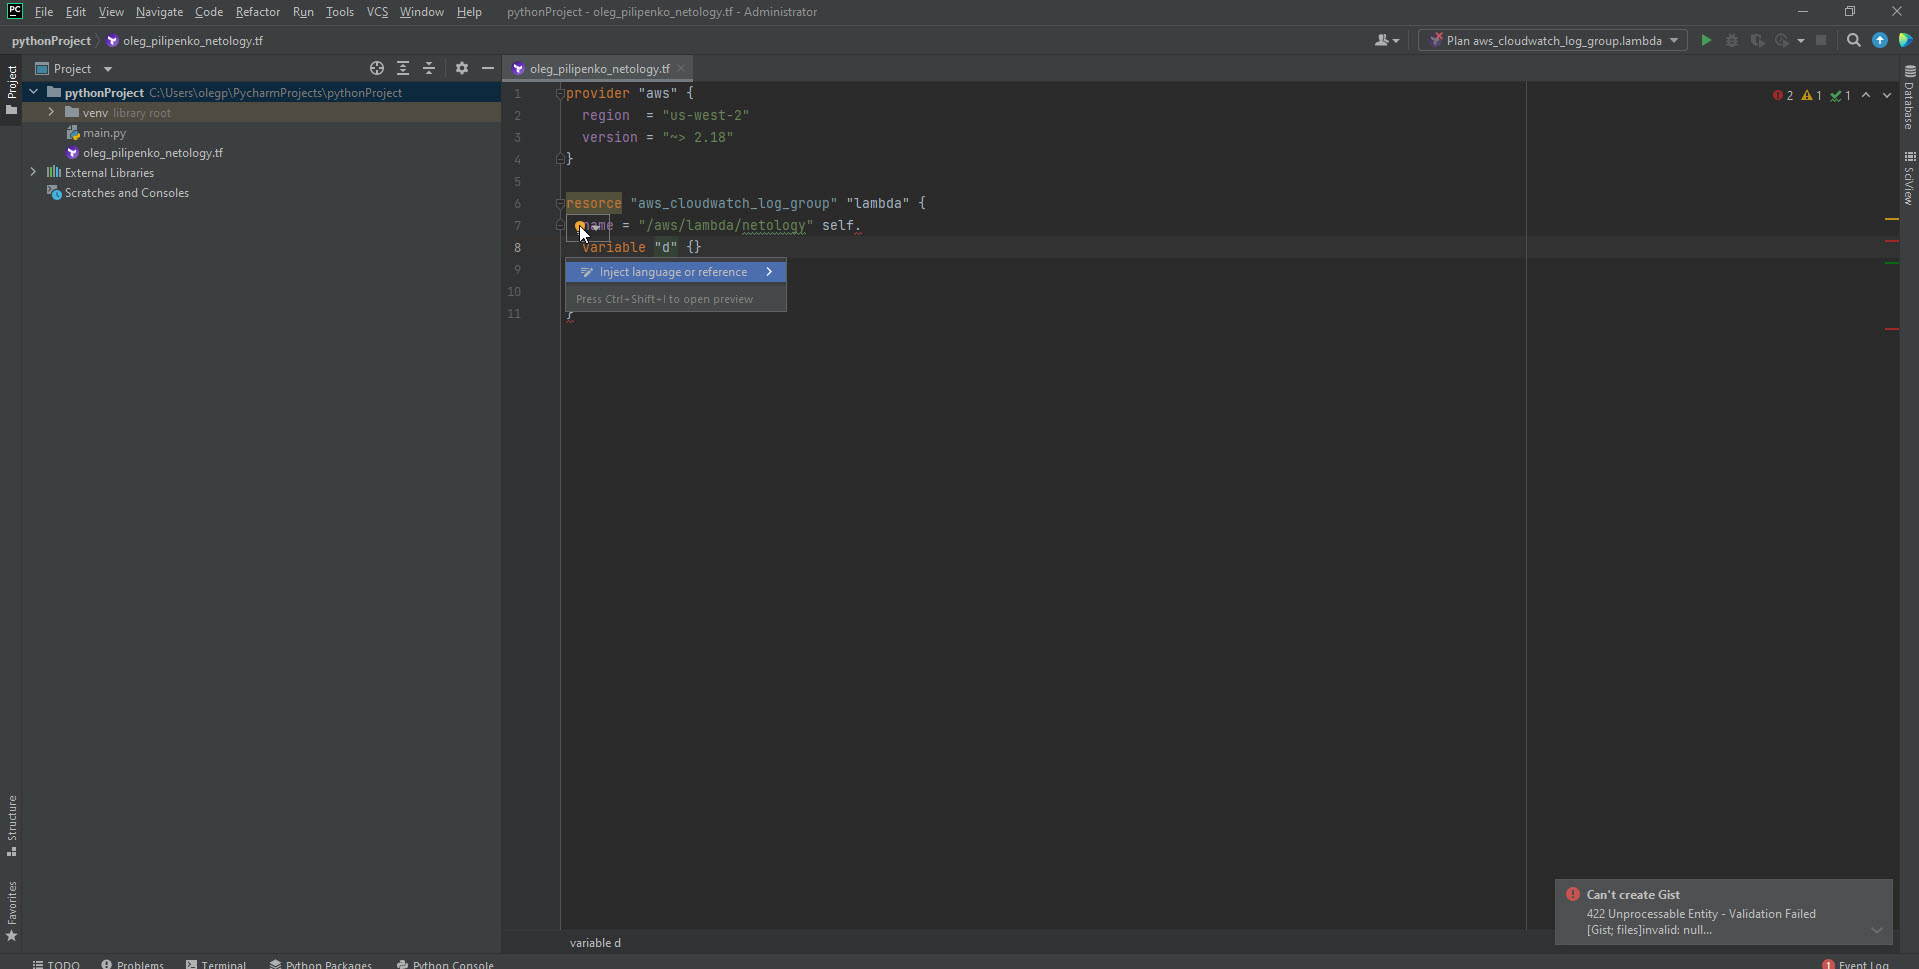 PC File Edit View Navigate Code Refactor Run Tools VCS Window Help pythonProject - oleg_pilipenko_netology.tf - Administrator
pythonProject oleg_pilipenko_netology.tf Plan aws_cloudwatch_log_group.lambda
Project
Project
oleg_pilipenko_netology.tf
pythonProject C:\Users\olegp\PycharmProjects\pythonProject
venv library root
main.py
oleg_pilipenko_netology.tf
External Libraries
Scratches and Consoles
1 provider "aws" {
2 region = "us-west-2"
3 version = "~> 2.18"
4 }
5
6 resorce "aws_cloudwatch_log_group" "lambda" {
7 name = "/aws/lambda/netology" self.
8 variable "d" {}
9
10
11 }
Inject language or reference
Press Ctrl+Shift+I to open preview
2 1 1
Database
SciView
Structure
Favorites
Can't create Gist
422 Unprocessable Entity - Validation Failed
[Gist; files]invalid: null...
variable d
TODO Problems Terminal Python Packages Python Console 1 Event Log